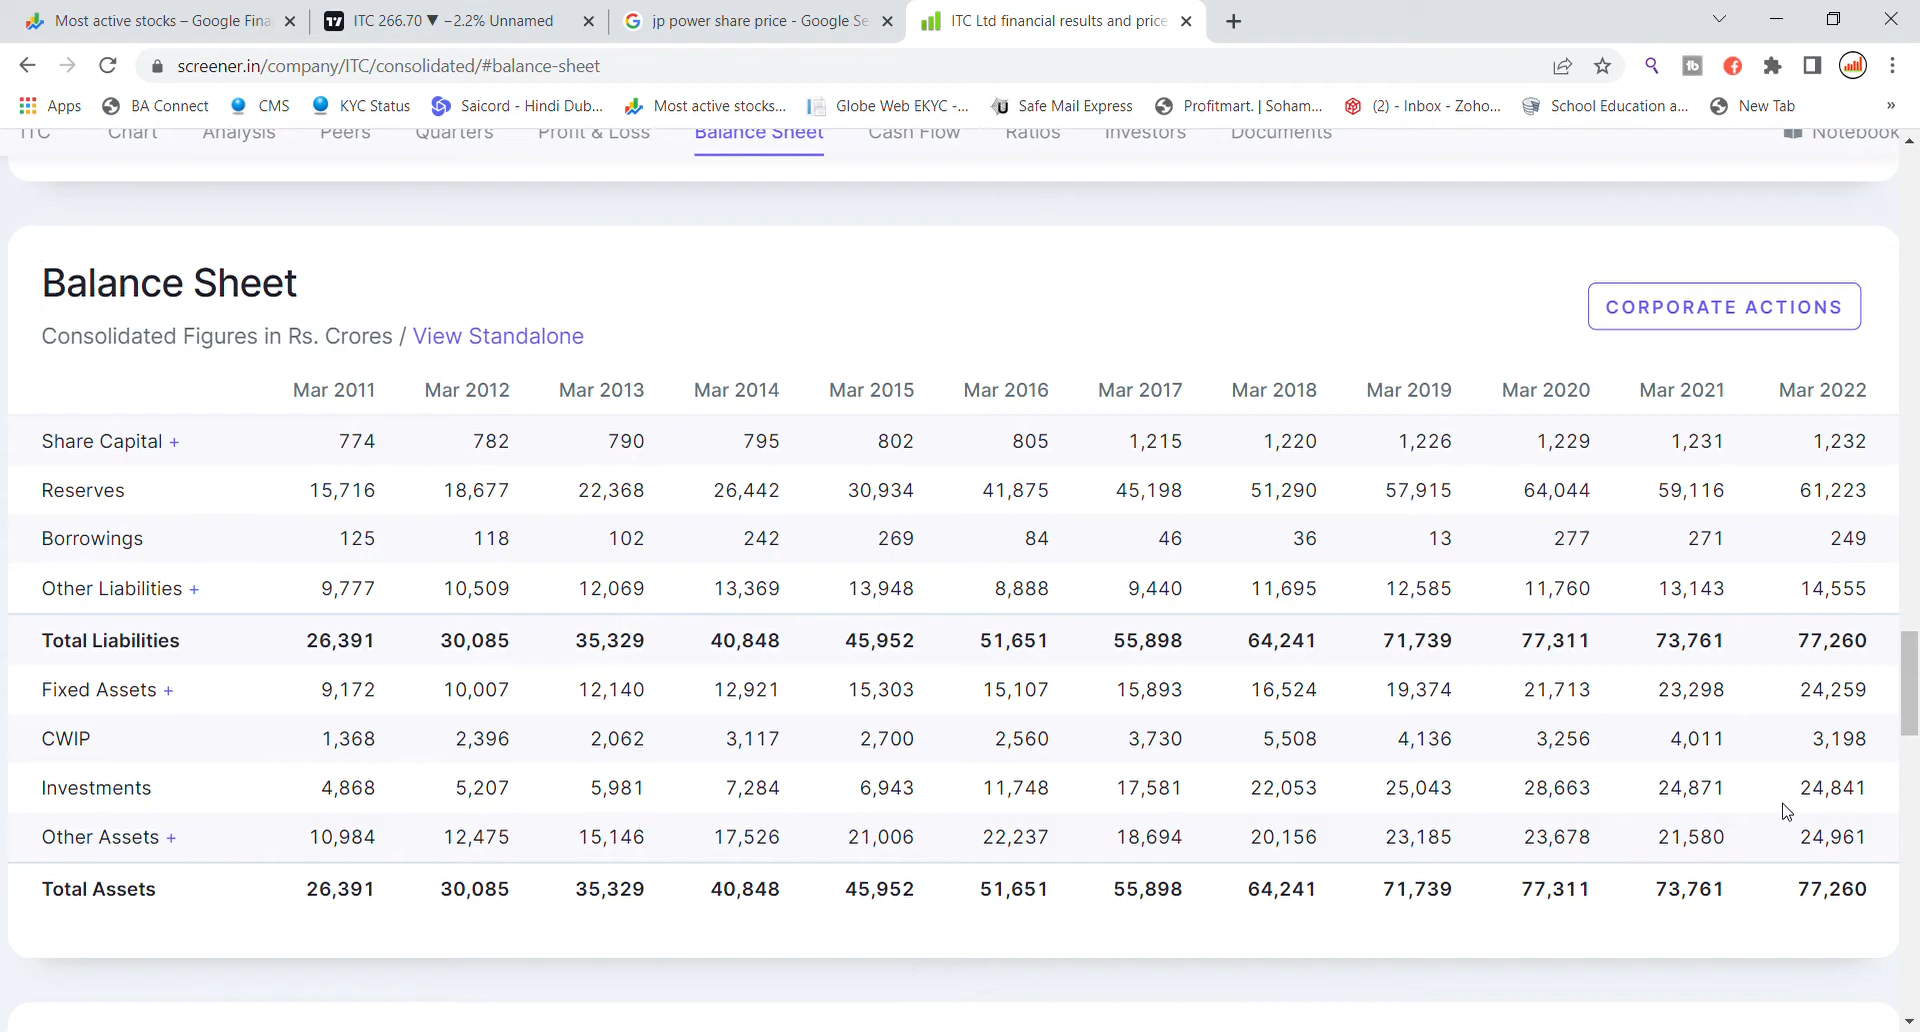 Most active stocks – Google Fina
ITC 266.70 ▼ −2.2% Unnamed
jp power share price - Google Se
ITC Ltd financial results and price
screener.in/company/ITC/consolidated/#balance-sheet
Apps BA Connect CMS KYC Status Saicord - Hindi Dub... Most active stocks... Globe Web EKYC -... Safe Mail Express Profitmart. | Soham... (2) - Inbox - Zoho... School Education a... New Tab »
ITC Chart Analysis Peers Quarters Profit & Loss Balance Sheet Cash Flow Ratios Investors Documents Notebook
Balance Sheet
CORPORATE ACTIONS
Consolidated Figures in Rs. Crores / View Standalone
Mar 2011 Mar 2012 Mar 2013 Mar 2014 Mar 2015 Mar 2016 Mar 2017 Mar 2018 Mar 2019 Mar 2020 Mar 2021 Mar 2022
Share Capital + 774 782 790 795 802 805 1,215 1,220 1,226 1,229 1,231 1,232
Reserves 15,716 18,677 22,368 26,442 30,934 41,875 45,198 51,290 57,915 64,044 59,116 61,223
Borrowings 125 118 102 242 269 84 46 36 13 277 271 249
Other Liabilities + 9,777 10,509 12,069 13,369 13,948 8,888 9,440 11,695 12,585 11,760 13,143 14,555
Total Liabilities 26,391 30,085 35,329 40,848 45,952 51,651 55,898 64,241 71,739 77,311 73,761 77,260
Fixed Assets + 9,172 10,007 12,140 12,921 15,303 15,107 15,893 16,524 19,374 21,713 23,298 24,259
CWIP 1,368 2,396 2,062 3,117 2,700 2,560 3,730 5,508 4,136 3,256 4,011 3,198
Investments 4,868 5,207 5,981 7,284 6,943 11,748 17,581 22,053 25,043 28,663 24,871 24,841
Other Assets + 10,984 12,475 15,146 17,526 21,006 22,237 18,694 20,156 23,185 23,678 21,580 24,961
Total Assets 26,391 30,085 35,329 40,848 45,952 51,651 55,898 64,241 71,739 77,311 73,761 77,260